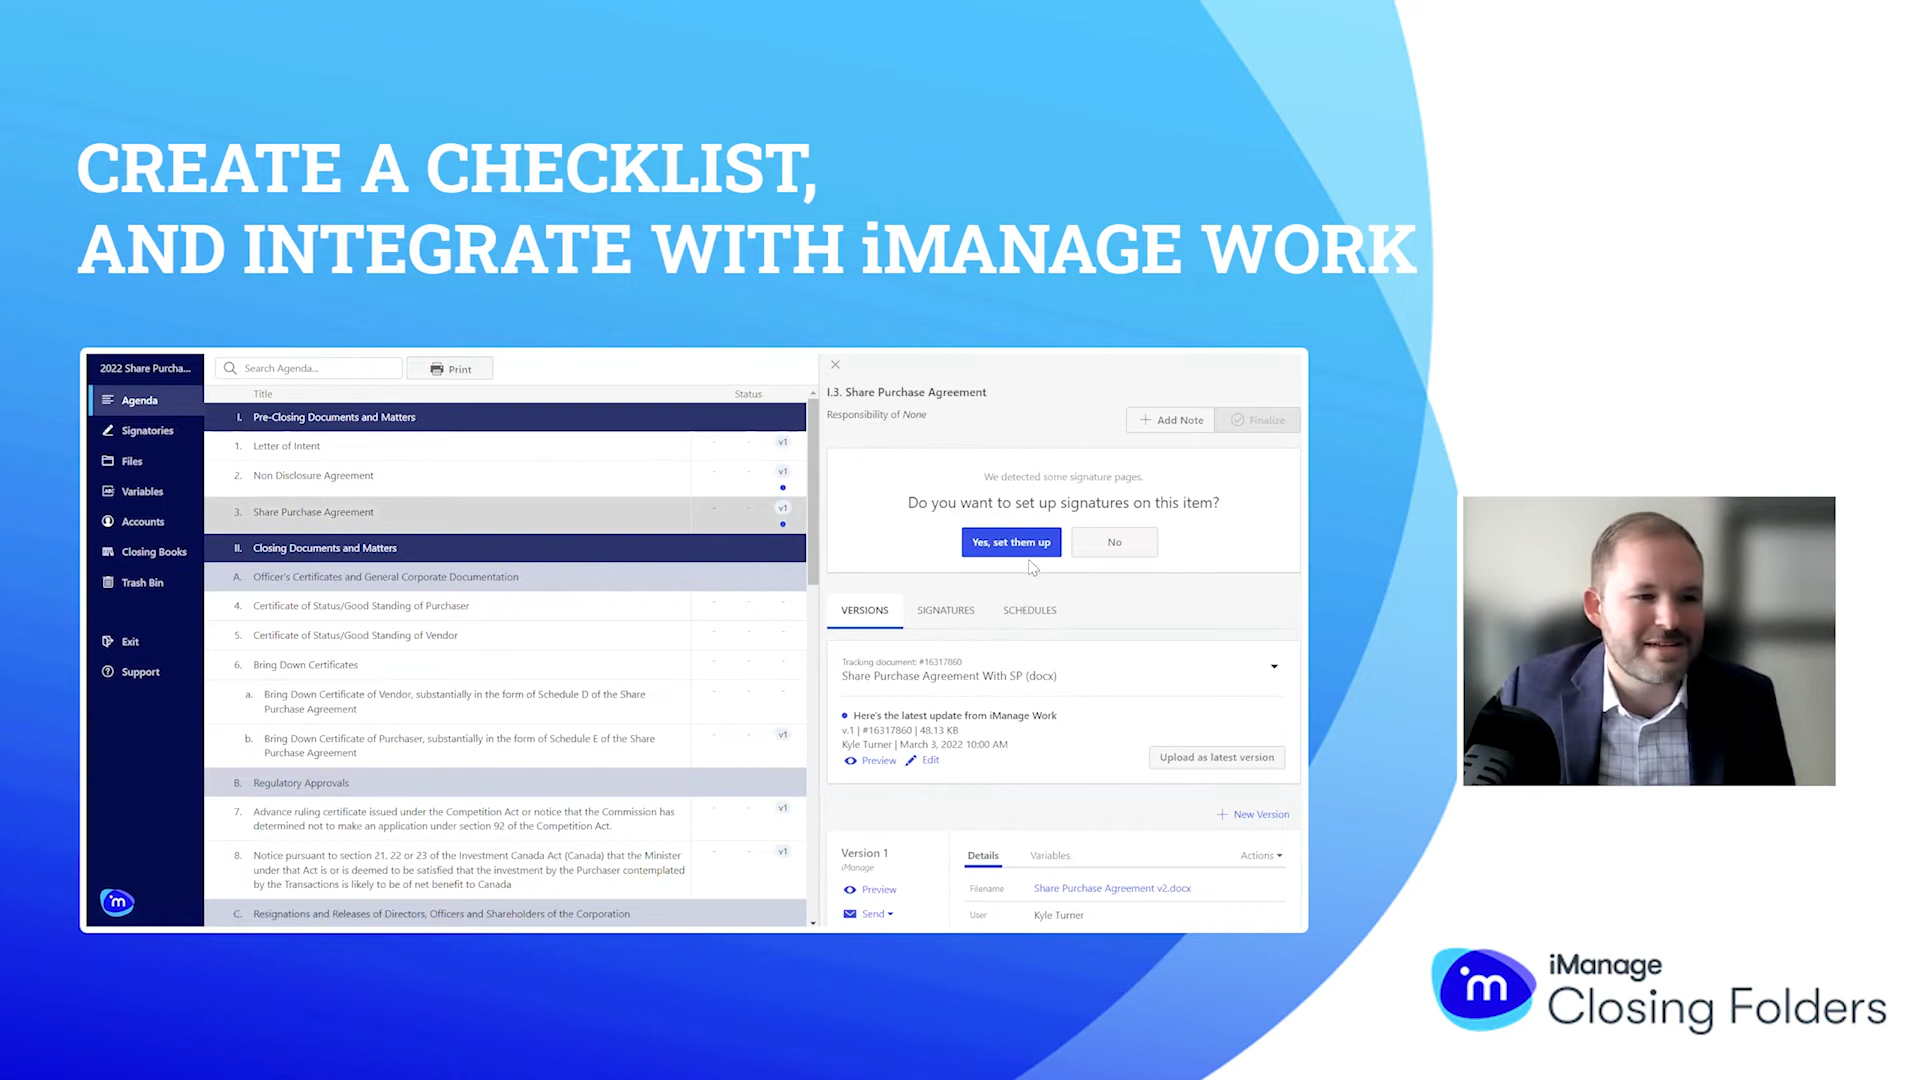 CREATE A CHECKLIST,
AND INTEGRATE WITH iMANAGE WORK
2022 Share Purcha...
Agenda
Signatories
Files
Variables
Accounts
Closing Books
Trash Bin
Exit
Support
m
Search Agenda...
Print
Title
Status
I. Pre-Closing Documents and Matters
1. Letter of Intent - - v1
2. Non Disclosure Agreement - - v1
3. Share Purchase Agreement - - v1
II. Closing Documents and Matters
A. Officer's Certificates and General Corporate Documentation
4. Certificate of Status/Good Standing of Purchaser - - -
5. Certificate of Status/Good Standing of Vendor - - -
6. Bring Down Certificates - - -
a. Bring Down Certificate of Vendor, substantially in the form of Schedule D of the Share - - -
Purchase Agreement
b. Bring Down Certificate of Purchaser, substantially in the form of Schedule E of the Share - - v1
Purchase Agreement
B. Regulatory Approvals
7. Advance ruling certificate issued under the Competition Act or notice that the Commission has - - v1
determined not to make an application under section 92 of the Competition Act.
8. Notice pursuant to section 21, 22 or 23 of the Investment Canada Act (Canada) that the Minister - - v1
under that Act is or is deemed to be satisfied that the investment by the Purchaser contemplated
by the Transactions is likely to be of net benefit to Canada
C. Resignations and Releases of Directors, Officers and Shareholders of the Corporation
I.3. Share Purchase Agreement
Responsibility of None
Add Note
Finalize
We detected some signature pages.
Do you want to set up signatures on this item?
Yes, set them up
No
VERSIONS
SIGNATURES
SCHEDULES
Tracking document: #16317860
Share Purchase Agreement With SP (docx)
Here's the latest update from iManage Work
v.1 | #16317860 | 48.13 KB
Kyle Turner | March 3, 2022 10:00 AM
Preview
Edit
Upload as latest version
New Version
Version 1
iManage
Preview
Send
Details
Variables
Actions
Filename
Share Purchase Agreement v2.docx
User
Kyle Turner
m
iManage
Closing Folders